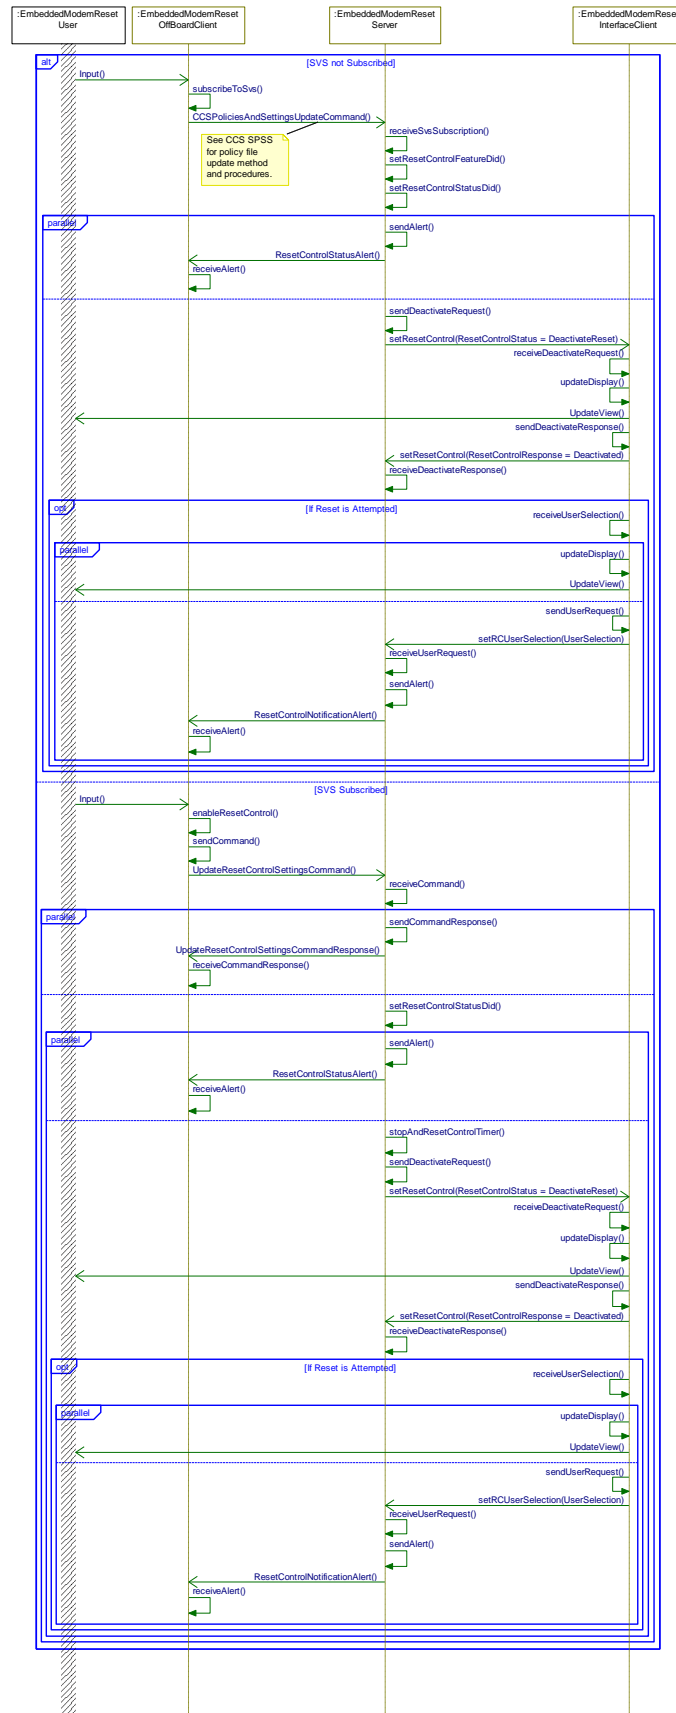 :EmbeddedModemReset
User
:EmbeddedModemReset
OffBoardClient
:EmbeddedModemReset
Server
:EmbeddedModemRese
InterfaceClient
alt
[SVS not Subscribed]
Input()
subscribeToSvs()
CCSPoliciesAndSettingsUpdateCommand()
See CCS SPSS
for policy file
update method
and procedures.
receiveSvsSubscription()
setResetControlFeatureDid()
setResetControlStatusDid()
parallel
sendAlert()
ResetControlStatusAlert()
receiveAlert()
sendDeactivateRequest()
setResetControl(ResetControlStatus = DeactivateReset)
receiveDeactivateRequest()
updateDisplay()
UpdateView()
sendDeactivateResponse()
setResetControl(ResetControlResponse = Deactivated)
receiveDeactivateResponse()
opt
[If Reset is Attempted]
receiveUserSelection()
parallel
updateDisplay()
UpdateView()
sendUserRequest()
setRCUserSelection(UserSelection)
receiveUserRequest()
sendAlert()
ResetControlNotificationAlert()
receiveAlert()
[SVS Subscribed]
Input()
enableResetControl()
sendCommand()
UpdateResetControlSettingsCommand()
receiveCommand()
parallel
sendCommandResponse()
UpdateResetControlSettingsCommandResponse()
receiveCommandResponse()
setResetControlStatusDid()
parallel
sendAlert()
ResetControlStatusAlert()
receiveAlert()
stopAndResetControlTimer()
sendDeactivateRequest()
setResetControl(ResetControlStatus = DeactivateReset)
receiveDeactivateRequest()
updateDisplay()
UpdateView()
sendDeactivateResponse()
setResetControl(ResetControlResponse = Deactivated)
receiveDeactivateResponse()
opt
[If Reset is Attempted]
receiveUserSelection()
parallel
updateDisplay()
UpdateView()
sendUserRequest()
setRCUserSelection(UserSelection)
receiveUserRequest()
sendAlert()
ResetControlNotificationAlert()
receiveAlert()